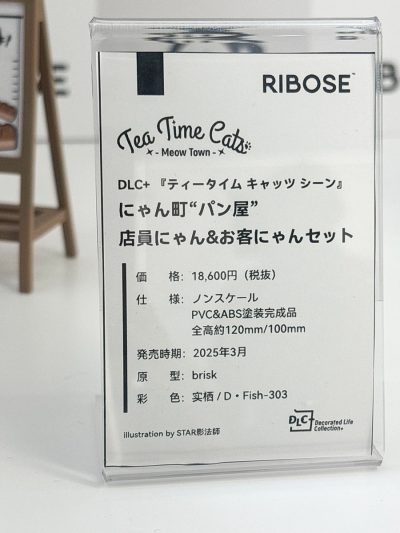 RIBOSE™
Tea Time Cats
- Meow Town -
DLC+ 『ティータイム キャッツ シーン』
にゃん町“パン屋”
店員にゃん&お客にゃんセット
価 格: 18,600円（税抜）
仕 様: ノンスケール
PVC&ABS塗装完成品
全高約120mm/100mm
発売時期: 2025年3月
原 型: brisk
彩 色: 实栖 / D・Fish-303
illustration by STAR影法師
DLC+ Decorated Life
Collection+